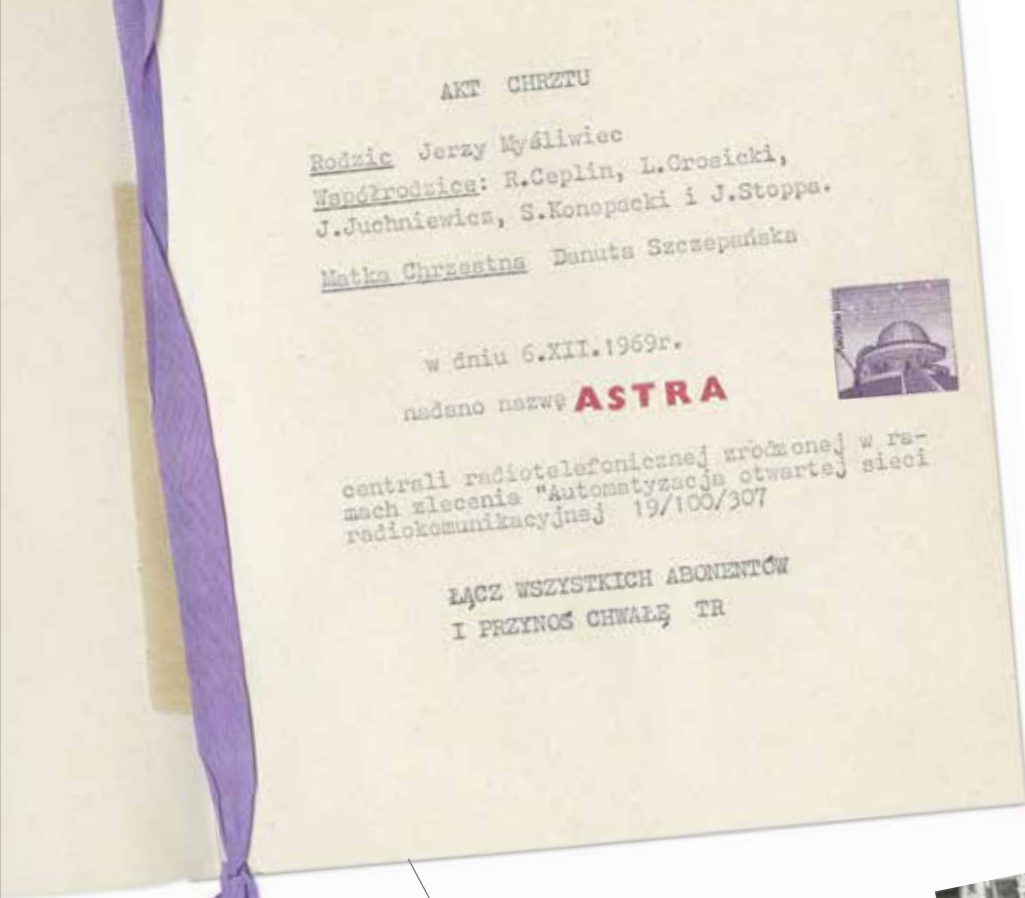 AKT CHRZTU
Rodzic Jerzy Myśliwiec
Współrodzice: R.Ceplin, L.Grosicki,
J.Juchniewicz, S.Konopacki i J.Stoppa.
Matka Chrzestna Danuta Szczepańska
w dniu 6.XII.1969r.
nadano nazwę ASTRA
centrali radiotelefonicznej zrodzonej w ra-
mach zlecenia "Automatyzacja otwartej sieci
radiokomunikacyjnej 19/100/307
ŁĄCZ WSZYSTKICH ABONENTÓW
I PRZYNOŚ CHWAŁĘ TR